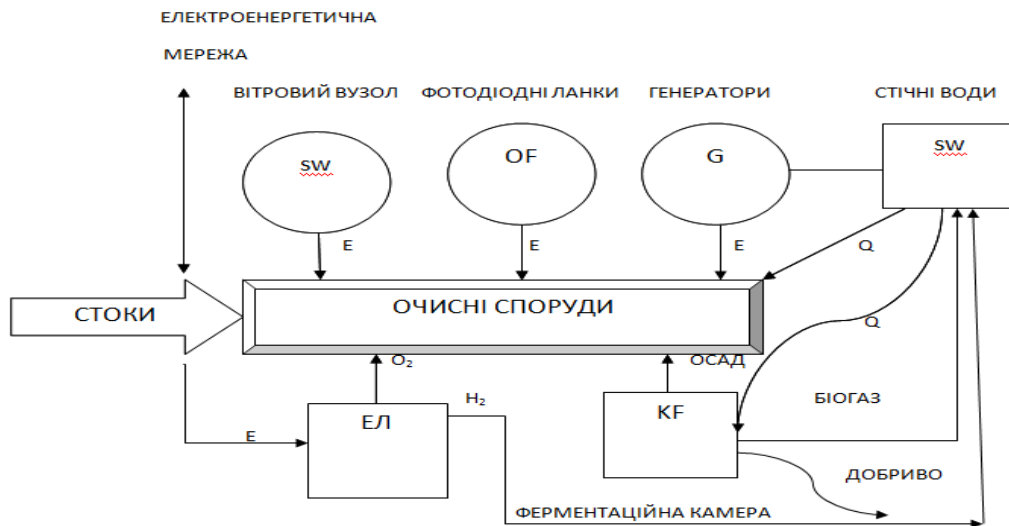 ЕЛЕКТРОЕНЕРГЕТИЧНА
МЕРЕЖА
ВІТРОВИЙ ВУЗОЛ
ФОТОДІОДНІ ЛАНКИ
ГЕНЕРАТОРИ
СТІЧНІ ВОДИ
sw
OF
G
sw
E
E
E
Q
СТОКИ
ОЧИСНІ СПОРУДИ
Q
O₂
ОСАД
H₂
ЕЛ
KF
БІОГАЗ
E
ДОБРИВО
ФЕРМЕНТАЦІЙНА КАМЕРА